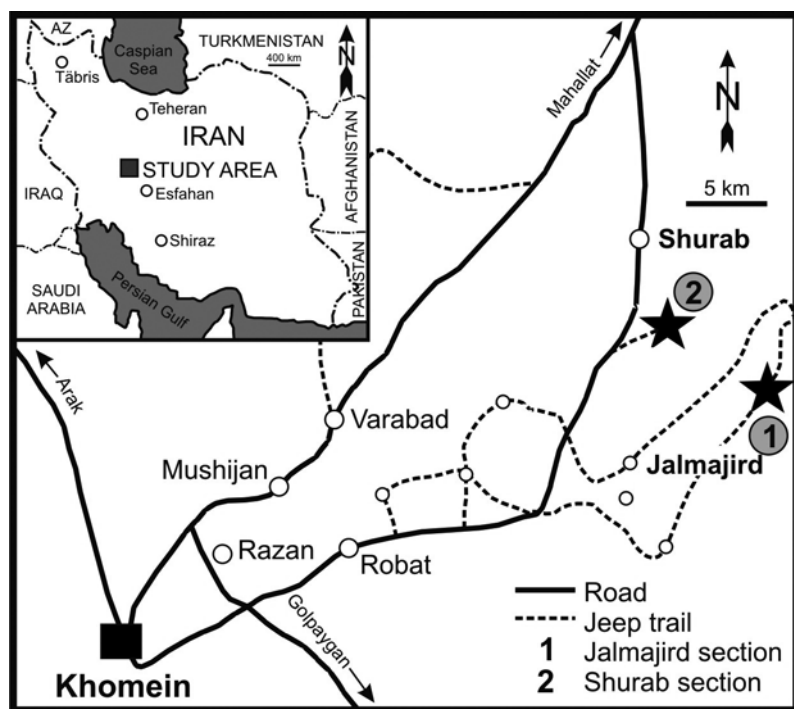 AZ
Caspian
Sea
TURKMENISTAN
400 km
N
Täbris
Teheran
IRAN
STUDY AREA
Esfahan
IRAQ
AFGHANISTAN
Shiraz
PAKISTAN
SAUDI
ARABIA
Persian Gulf
Mahallat
N
5 km
Shurab
2
Arak
Varabad
1
Mushijan
Jalmajird
Razan
Robat
Golpaygan
Khomein
Road
Jeep trail
1 Jalmajird section
2 Shurab section